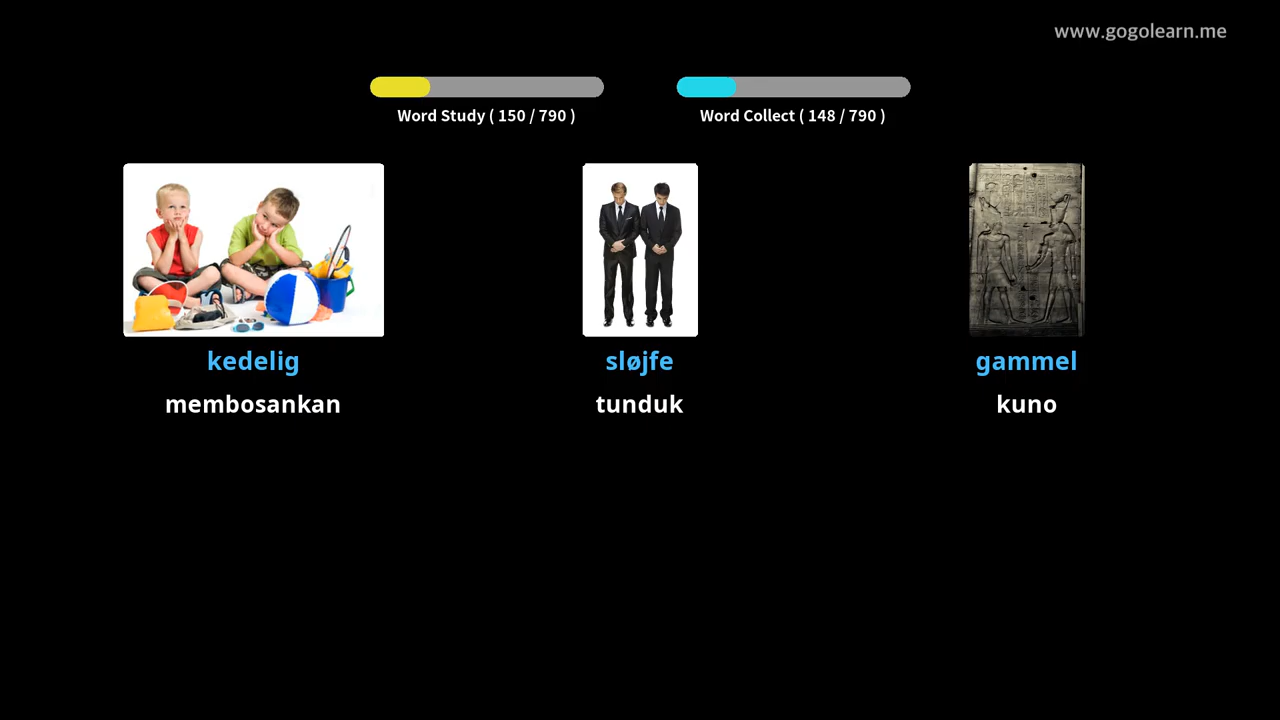 www.gogolearn.me
Word Study ( 150 / 790 )
Word Collect ( 148 / 790 )
kedelig
sløjfe
gammel
membosankan
tunduk
kuno